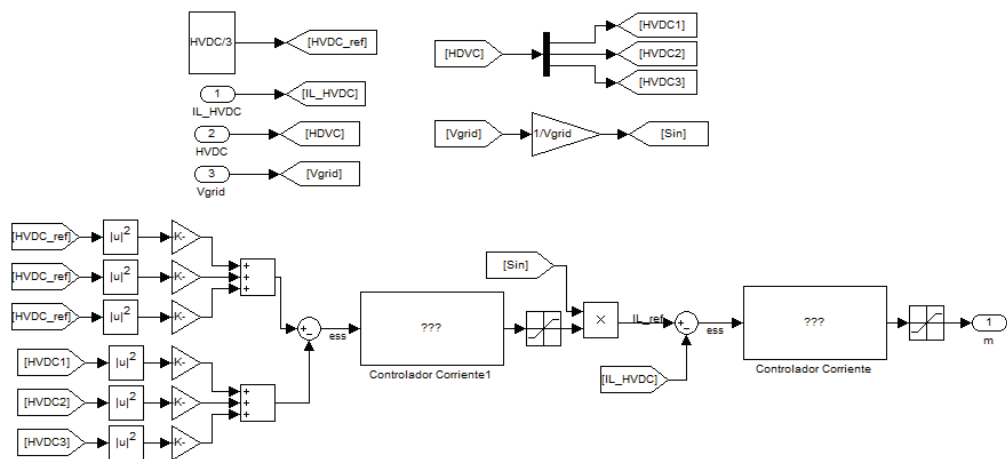 HVDC/3
[HVDC_ref]
1
IL_HVDC
[IL_HVDC]
2
HVDC
[HDVC]
3
Vgrid
[Vgrid]
[HDVC]
[HVDC1]
[HVDC2]
[HVDC3]
[Vgrid]
1/Vgrid
[Sin]
[HVDC_ref]
|u|²
K-
[HVDC_ref]
|u|²
K-
[HVDC_ref]
|u|²
K-
+
+
+
[HVDC1]
|u|²
K-
[HVDC2]
|u|²
K-
[HVDC3]
|u|²
K-
+
+
+
+
-
ess
???
Controlador Corriente1
[Sin]
×
IL_ref
[IL_HVDC]
+
-
ess
???
Controlador Corriente
1
m